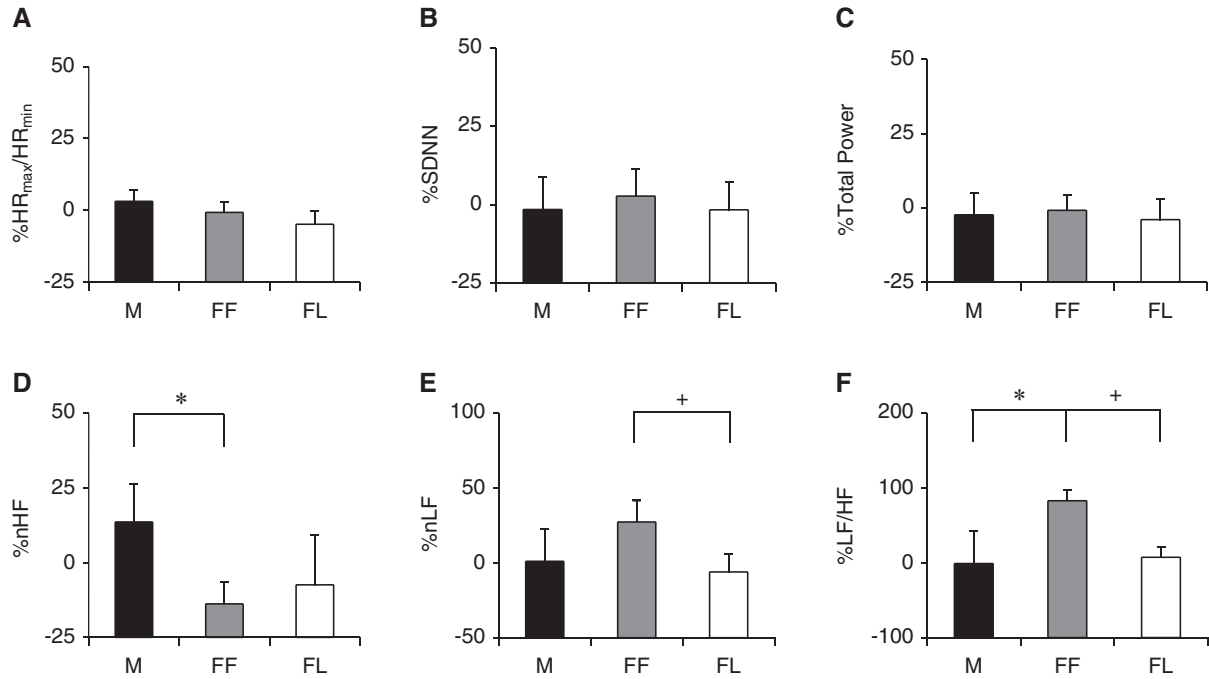 A
B
C
%HRmax/HRmin
50
25
0
-25
M FF FL
%SDNN
50
25
0
-25
M FF FL
%Total Power
50
25
0
-25
M FF FL
D
E
F
%nHF
50
25
0
-25
*
M FF FL
%nLF
100
50
0
-50
+
M FF FL
%LF/HF
200
100
0
-100
* +
M FF FL